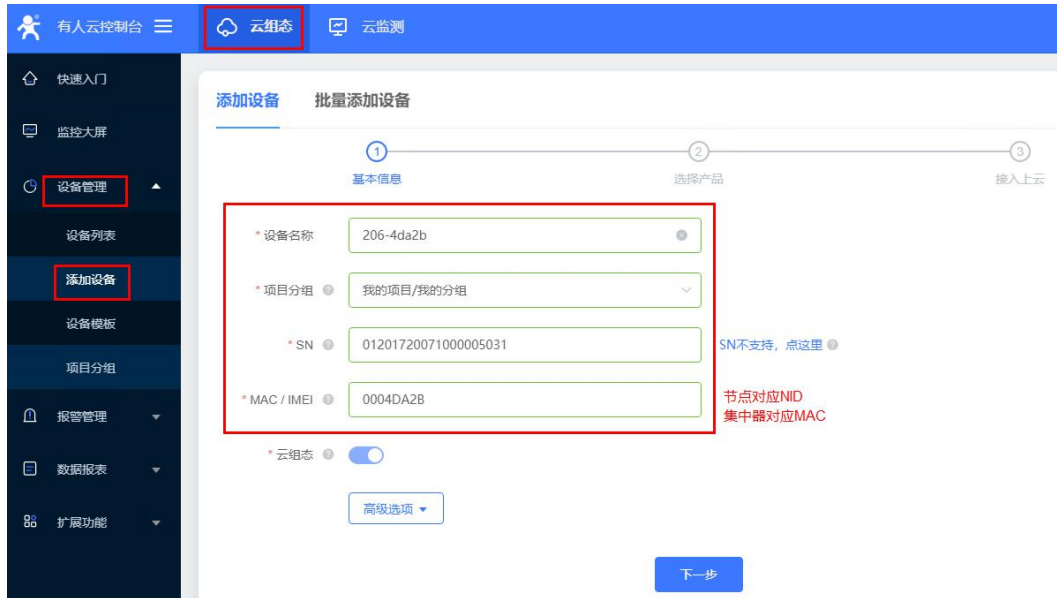 有人云控制台
云组态
云监测
快速入门
监控大屏
设备管理
设备列表
添加设备
设备模板
项目分组
报警管理
数据报表
扩展功能
添加设备
批量添加设备
1
2
3
基本信息
选择产品
接入上云
* 设备名称
206-4da2b
* 项目分组
我的项目/我的分组
* SN
01201720071000005031
SN不支持，点这里
* MAC / IMEI
0004DA2B
节点对应NID
集中器对应MAC
* 云组态
高级选项
下一步